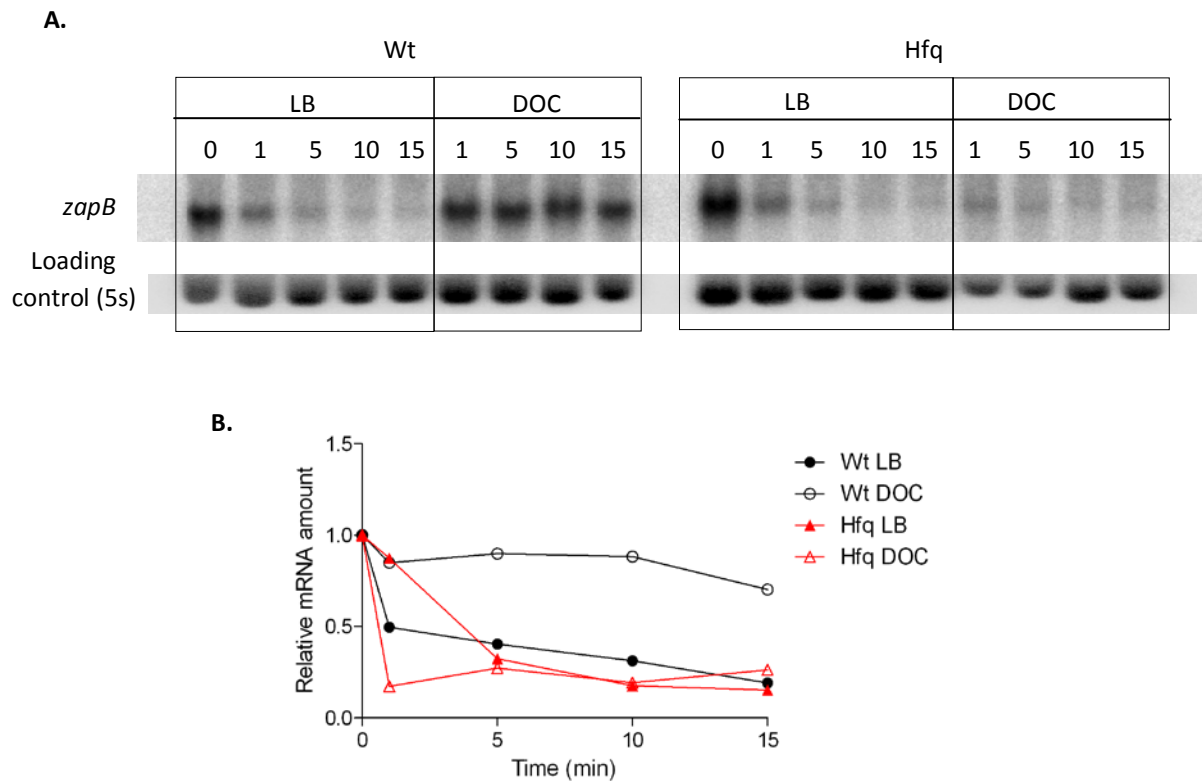 A.
Wt Hfq
LB DOC LB DOC
0 1 5 10 15 1 5 10 15 0 1 5 10 15 1 5 10 15
zapB
Loading
control (5s)
B.
1.5
1.0
0.5
0.0
0 5 10 15
Relative mRNA amount
Time (min)
Wt LB
Wt DOC
Hfq LB
Hfq DOC